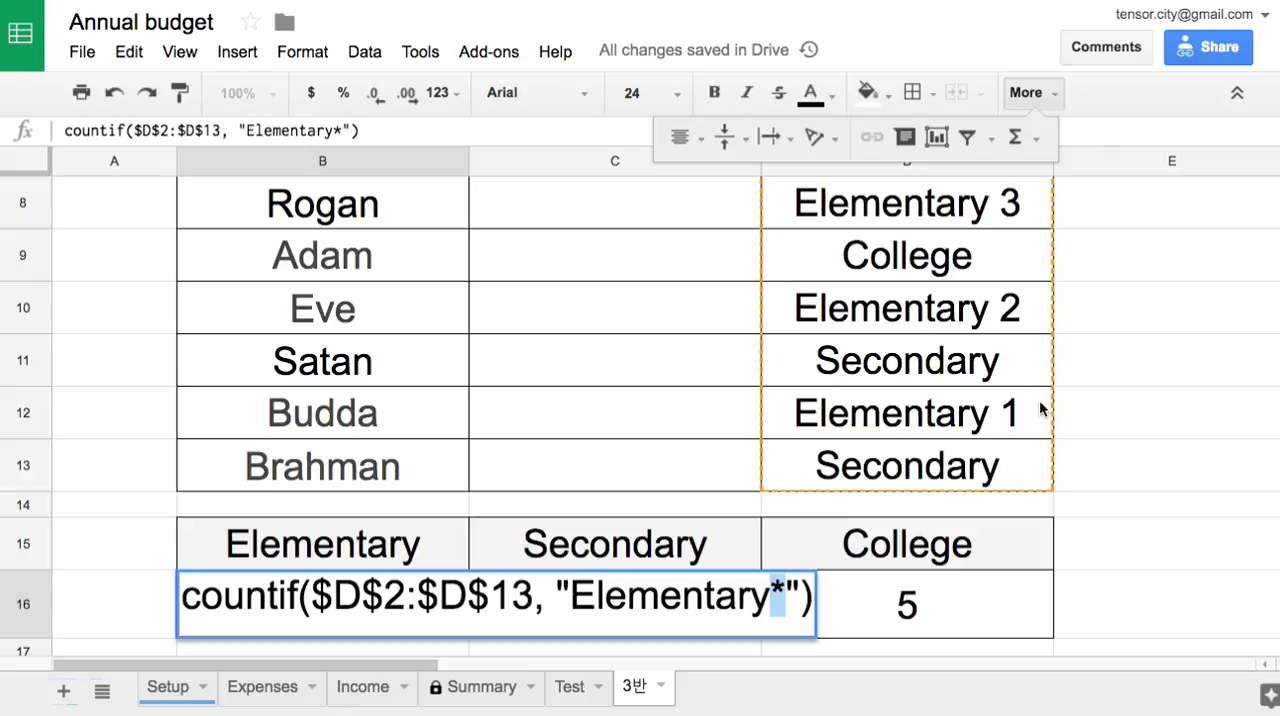 Annual budget
tensor.city@gmail.com
File Edit View Insert Format Data Tools Add-ons Help All changes saved in Drive
Comments Share
100% $ % .0 .00 123 Arial 24 B I S A More
fx countif($D$2:$D$13, "Elementary*")
A B C E
8 Rogan Elementary 3
9 Adam College
10 Eve Elementary 2
11 Satan Secondary
12 Budda Elementary 1
13 Brahman Secondary
14
15 Elementary Secondary College
16 countif($D$2:$D$13, "Elementary*") 5
17
Setup Expenses Income Summary Test 3반